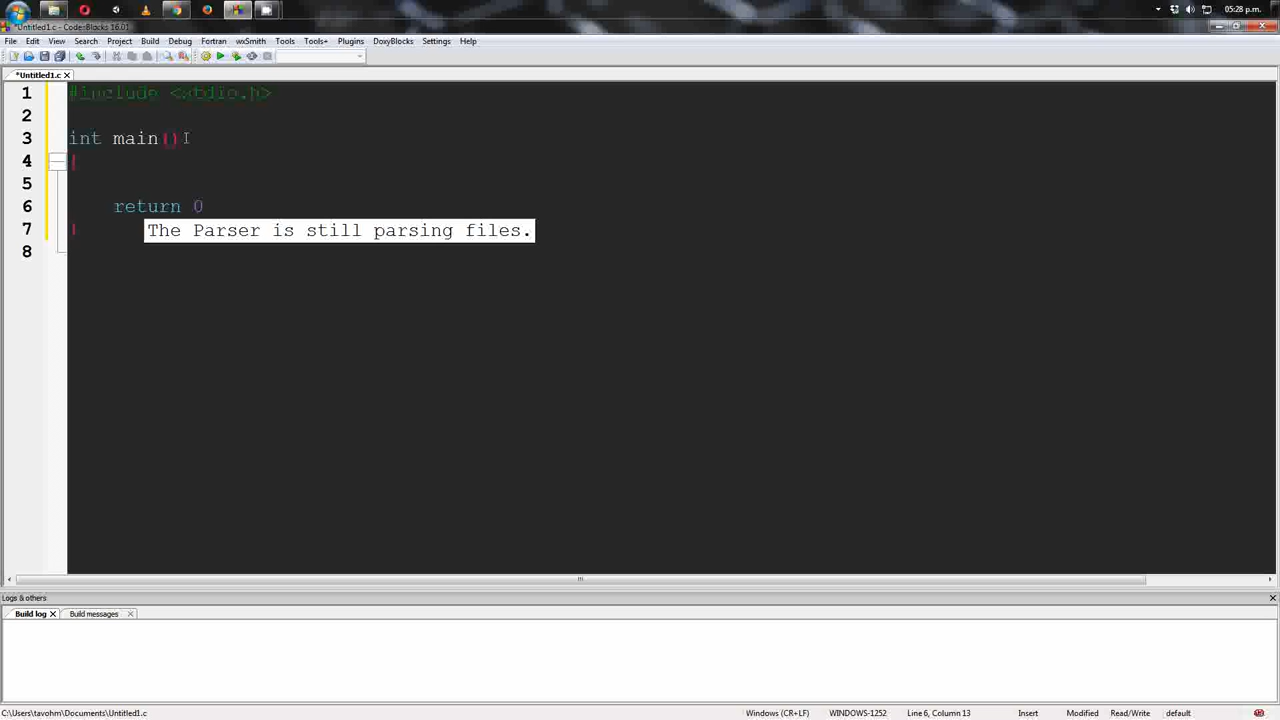 05:28 p.m.
*Untitled1.c - Code::Blocks 16.01
File Edit View Search Project Build Debug Fortran wxSmith Tools Tools+ Plugins DoxyBlocks Settings Help
*Untitled1.c
1 #include <stdio.h>
2
3 int main()
4 {
5
6 return 0
7 }
The Parser is still parsing files.
8
Logs & others
Build log Build messages
C:\Users\tavohm\Documents\Untitled1.c Windows (CR+LF) WINDOWS-1252 Line 6, Column 13 Insert Modified Read/Write default